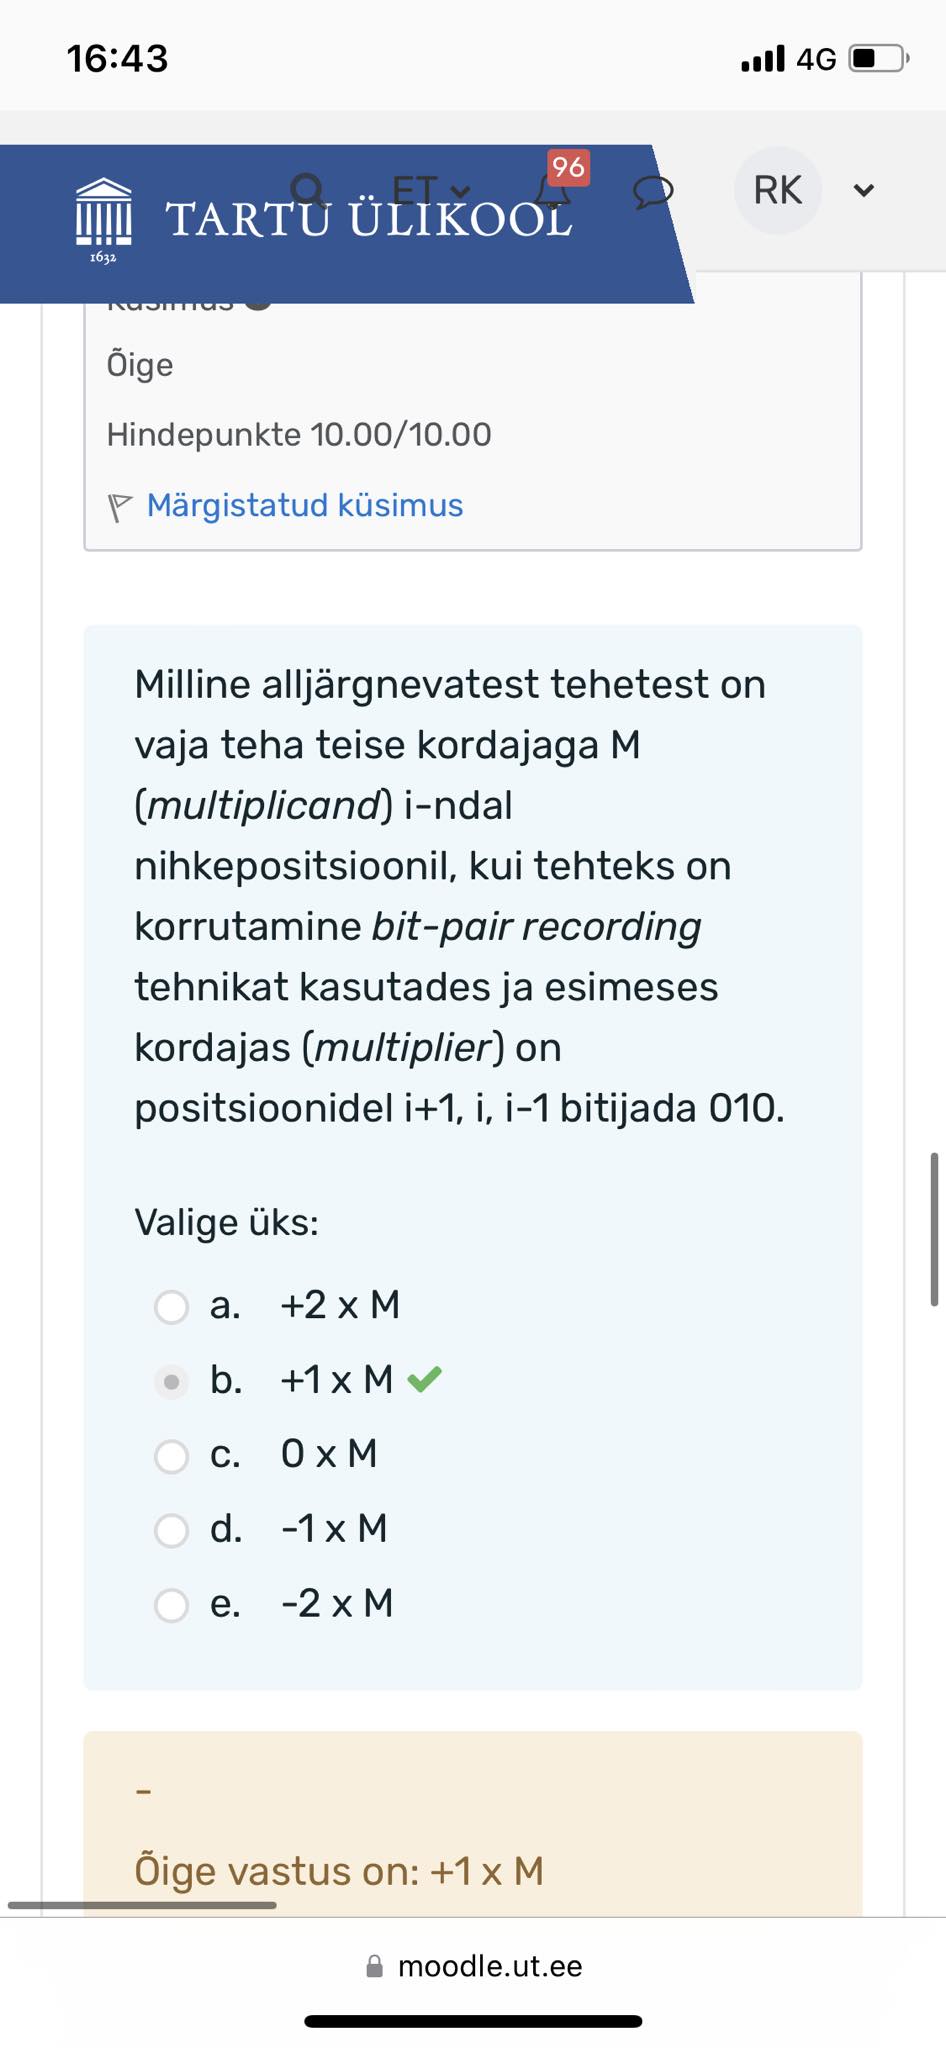 16:43
4G
96
ET
RK
TARTU ÜLIKOOL
1632
Küsimus
Õige
Hindepunkte 10.00/10.00
Märgistatud küsimus
Milline alljärgnevatest tehetest on
vaja teha teise kordajaga M
(multiplicand) i-ndal
nihkepositsioonil, kui tehteks on
korrutamine bit-pair recording
tehnikat kasutades ja esimeses
kordajas (multiplier) on
positsioonidel i+1, i, i-1 bitijada 010.
Valige üks:
a. +2 x M
b. +1 x M
c. 0 x M
d. -1 x M
e. -2 x M
-
Õige vastus on: +1 x M
moodle.ut.ee